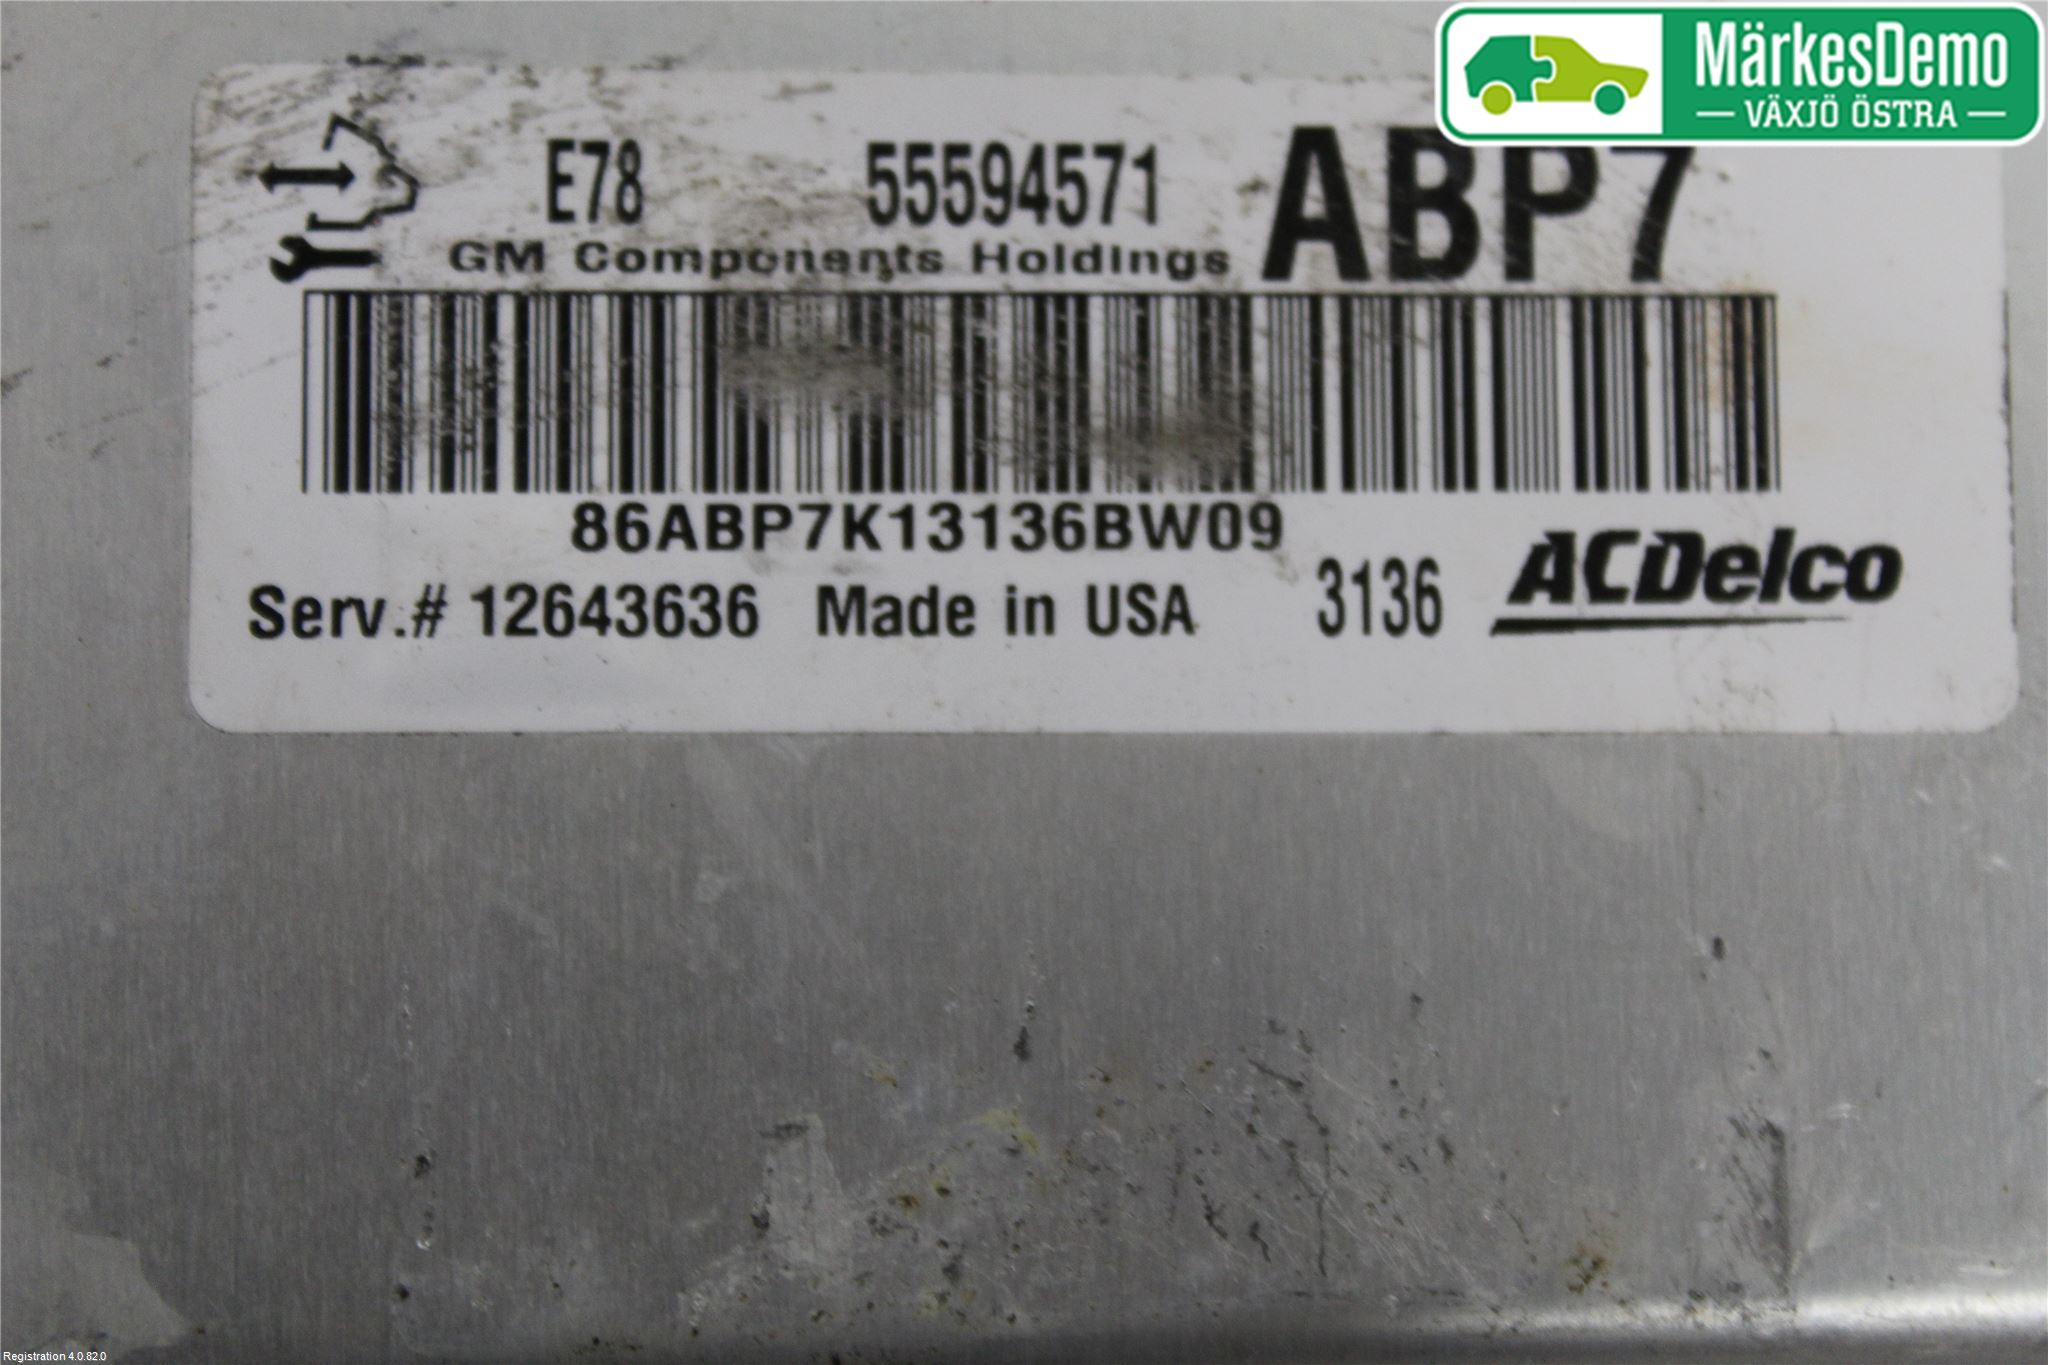 MärkesDemo
VÄXJÖ ÖSTRA
E78 55594571 ABP7
GM Components Holdings
86ABP7K13136BW09
Serv.# 12643636 Made in USA 3136 ACDelco
Registration 4.0.82.0